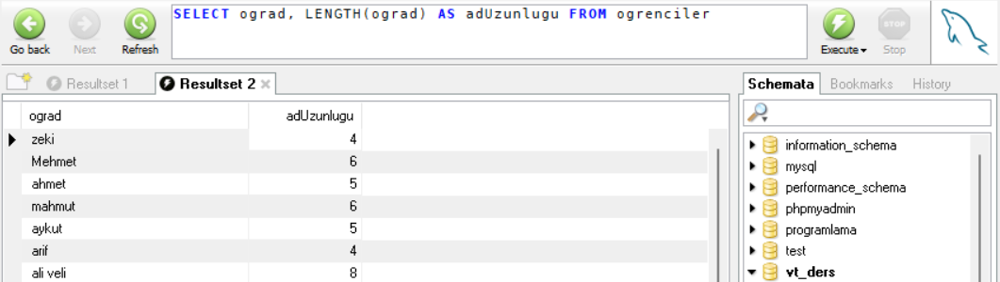 SELECT ograd, LENGTH(ograd) AS adUzunlugu FROM ogrenciler
Go back Next Refresh Execute STOP Stop
Resultset 1 Resultset 2
Schemata Bookmarks History
ograd adUzunlugu
zeki 4
Mehmet 6
ahmet 5
mahmut 6
aykut 5
arif 4
ali veli 8
information_schema
mysql
performance_schema
phpmyadmin
programlama
test
vt_ders